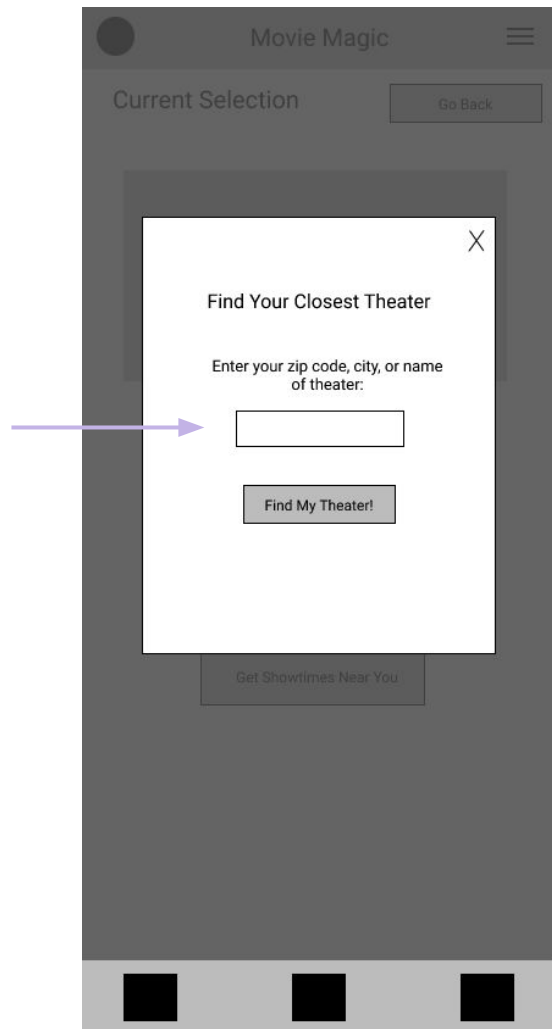 Movie Magic
Current Selection
Go Back
X
Find Your Closest Theater
Enter your zip code, city, or name
of theater:
Find My Theater!
Get Showtimes Near You